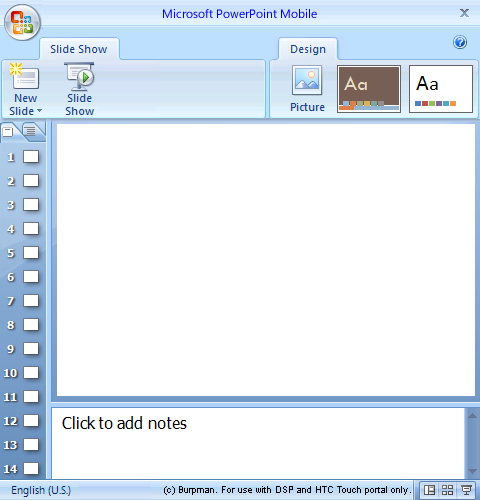 Microsoft PowerPoint Mobile
Slide Show
Design
New
Slide
Slide
Show
Picture
Aa
Aa
1
2
3
4
5
6
7
8
9
10
11
12
13
14
Click to add notes
English (U.S.)
(c) Burpman. For use with DSP and HTC Touch portal only.